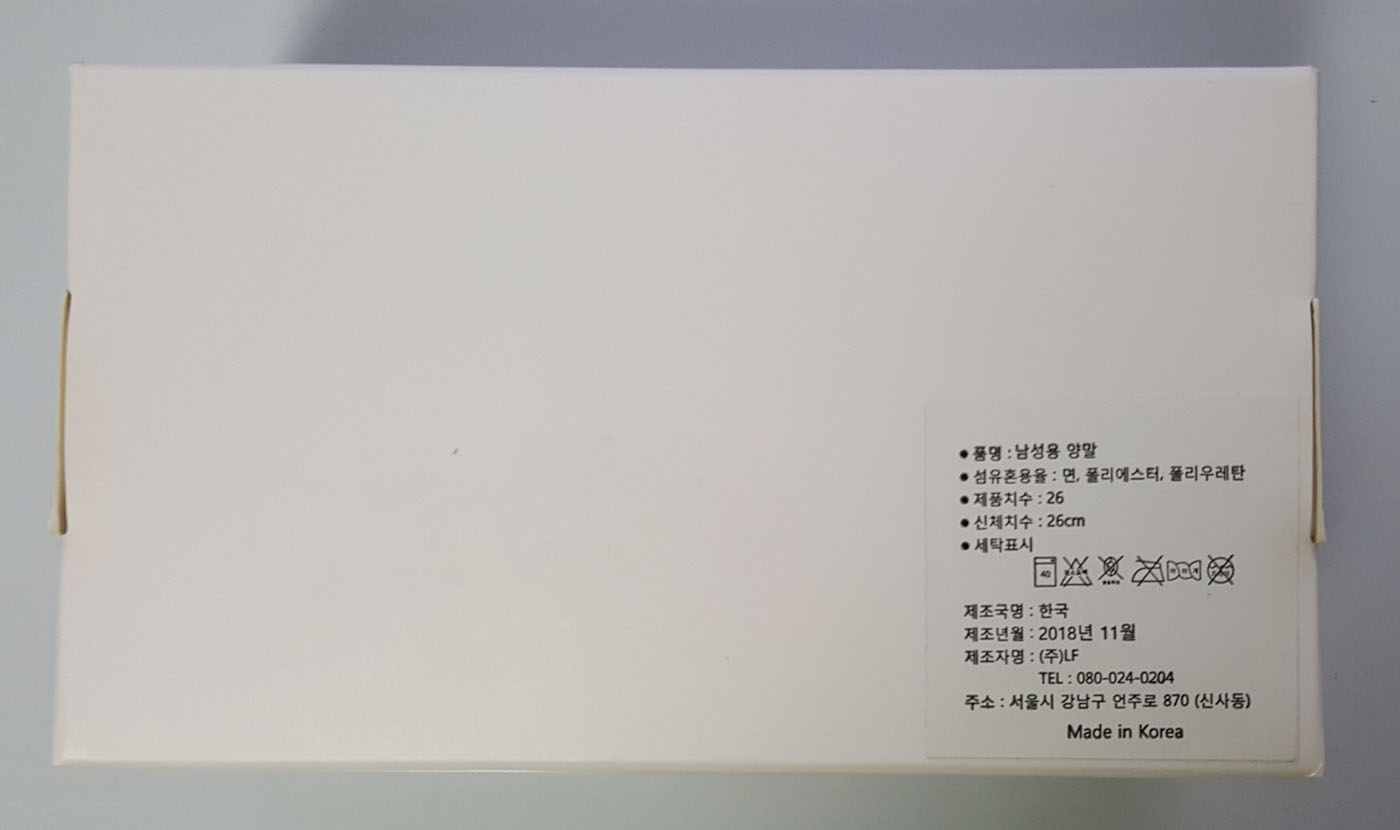 ● 품명 : 남성용 양말
● 섬유혼용율 : 면, 폴리에스터, 폴리우레탄
● 제품치수 : 26
● 신체치수 : 26cm
● 세탁표시
40
제조국명 : 한국
제조년월 : 2018년 11월
제조자명 : (주)LF
TEL : 080-024-0204
주소 : 서울시 강남구 언주로 870 (신사동)
Made in Korea